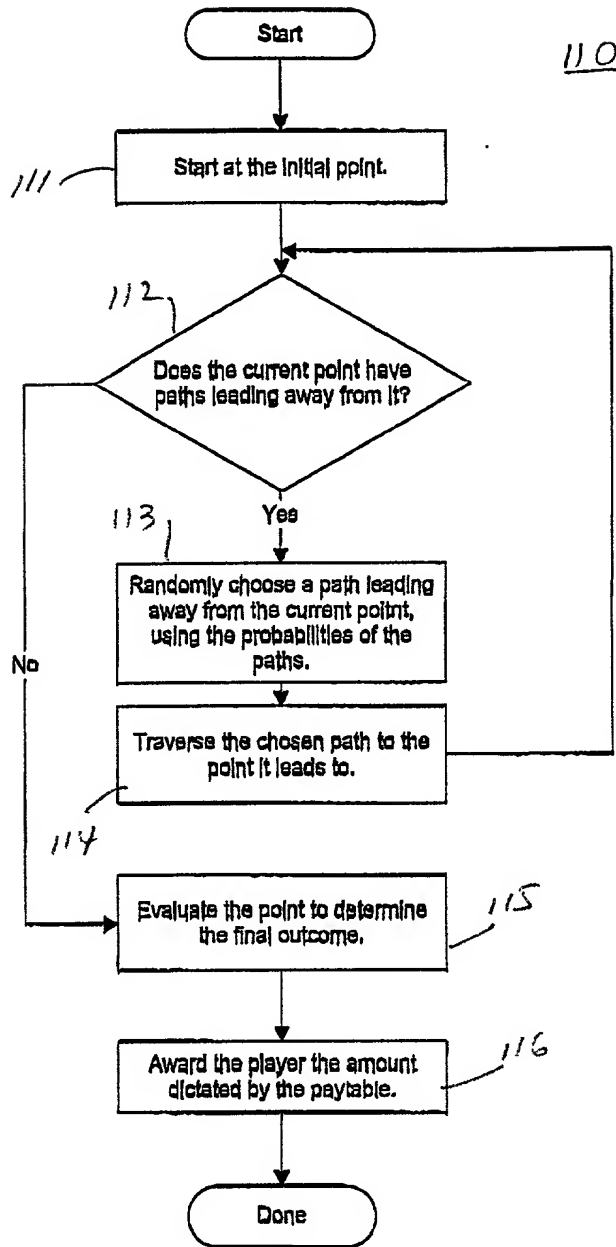 Start
110
111
Start at the initial point.
112
Does the current point have
paths leading away from it?
Yes
113
Randomly choose a path leading
away from the current poitnt,
using the probabilities of the
paths.
No
Traverse the chosen path to the
point it leads to.
114
Evaluate the point to determine
the final outcome.
115
Award the player the amount
dictated by the paytable.
116
Done